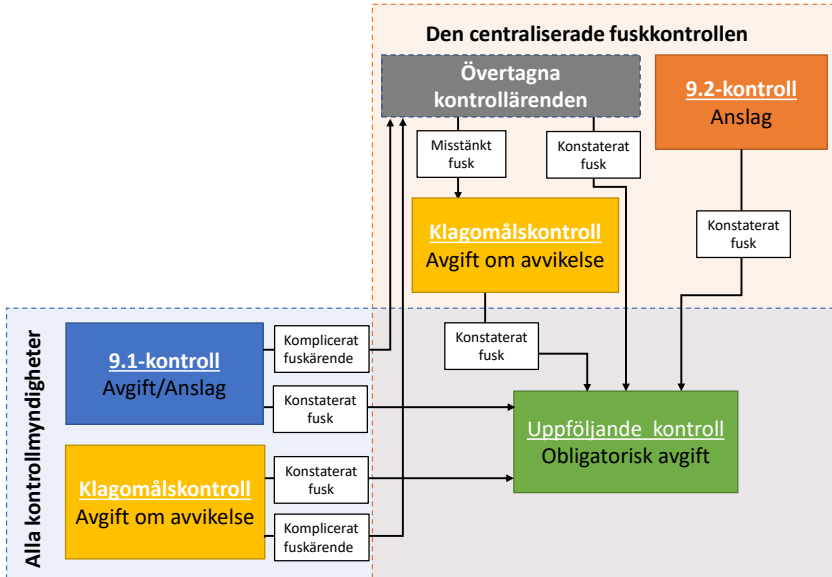 Den centraliserade fuskkontrollen
Övertagna
kontrollärenden
9.2-kontroll
Anslag
Misstänkt
fusk
Konstaterat
fusk
Klagomålskontroll
Avgift om avvikelse
Konstaterat
fusk
Konstaterat
fusk
Alla kontrollmyndigheter
9.1-kontroll
Avgift/Anslag
Komplicerat
fuskärende
Konstaterat
fusk
Uppföljande kontroll
Obligatorisk avgift
Klagomålskontroll
Avgift om avvikelse
Konstaterat
fusk
Komplicerat
fuskärende